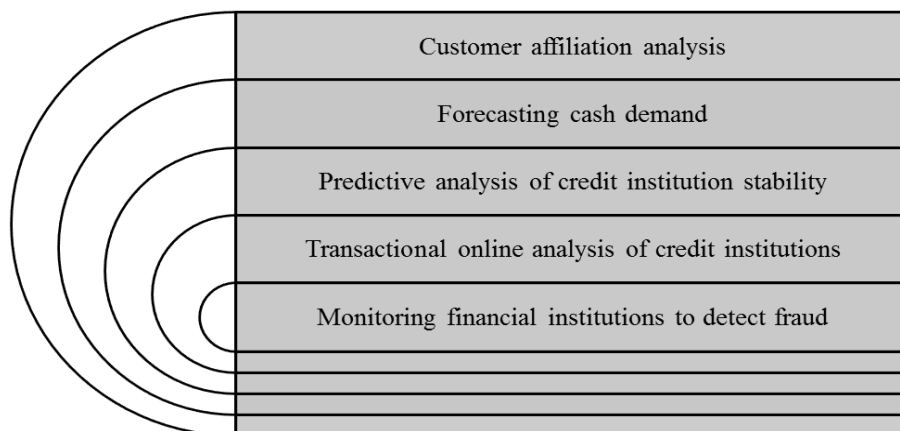 Customer affiliation analysis
Forecasting cash demand
Predictive analysis of credit institution stability
Transactional online analysis of credit institutions
Monitoring financial institutions to detect fraud